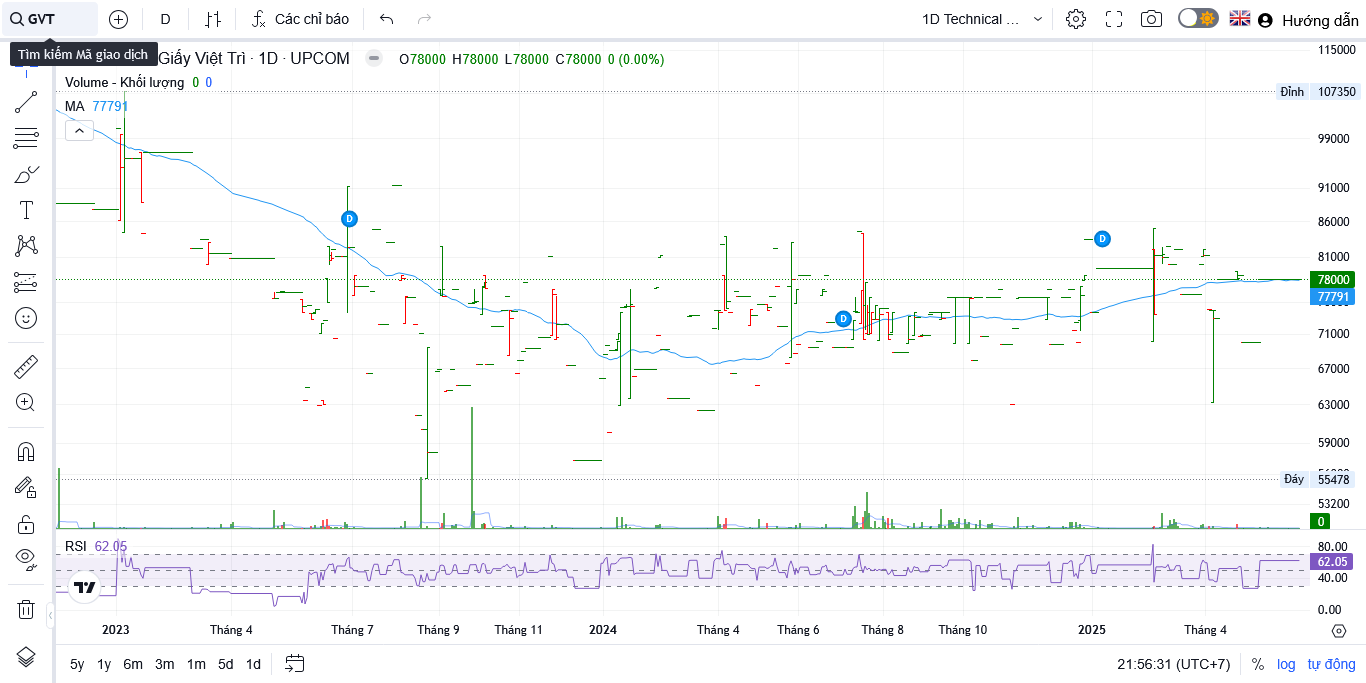 GVT
D
Các chỉ báo
1D Technical ...
Hướng dẫn
Tìm kiếm Mã giao dịch
Giấy Việt Trì · 1D · UPCOM
O78000 H78000 L78000 C78000 0 (0.00%)
Volume - Khối lượng 0 0
MA 77791
115000
Đỉnh 107350
99000
91000
86000
81000
78000
77791
71000
67000
63000
59000
Đáy 55478
53200
0
D
D
D
RSI 62.05
80.00
62.05
40.00
0.00
2023 Tháng 4 Tháng 7 Tháng 9 Tháng 11 2024 Tháng 4 Tháng 6 Tháng 8 Tháng 10 2025 Tháng 4
5y 1y 6m 3m 1m 5d 1d
21:56:31 (UTC+7) % log tự động